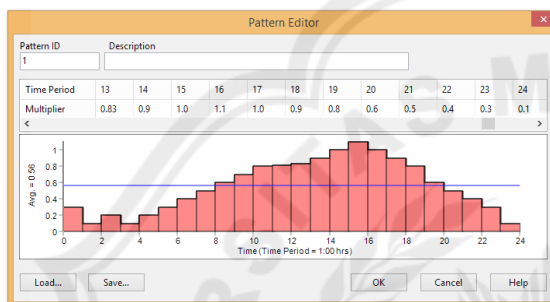 Pattern Editor
Pattern ID Description
1
Time Period 13 14 15 16 17 18 19 20 21 22 23 24
Multiplier 0.83 0.9 1.0 1.1 1.0 0.9 0.8 0.6 0.5 0.4 0.3 0.1
Avg. = 0.56
1
0.8
0.6
0.4
0.2
0
0 2 4 6 8 10 12 14 16 18 20 22 24
Time (Time Period = 1:00 hrs)
Load... Save... OK Cancel Help